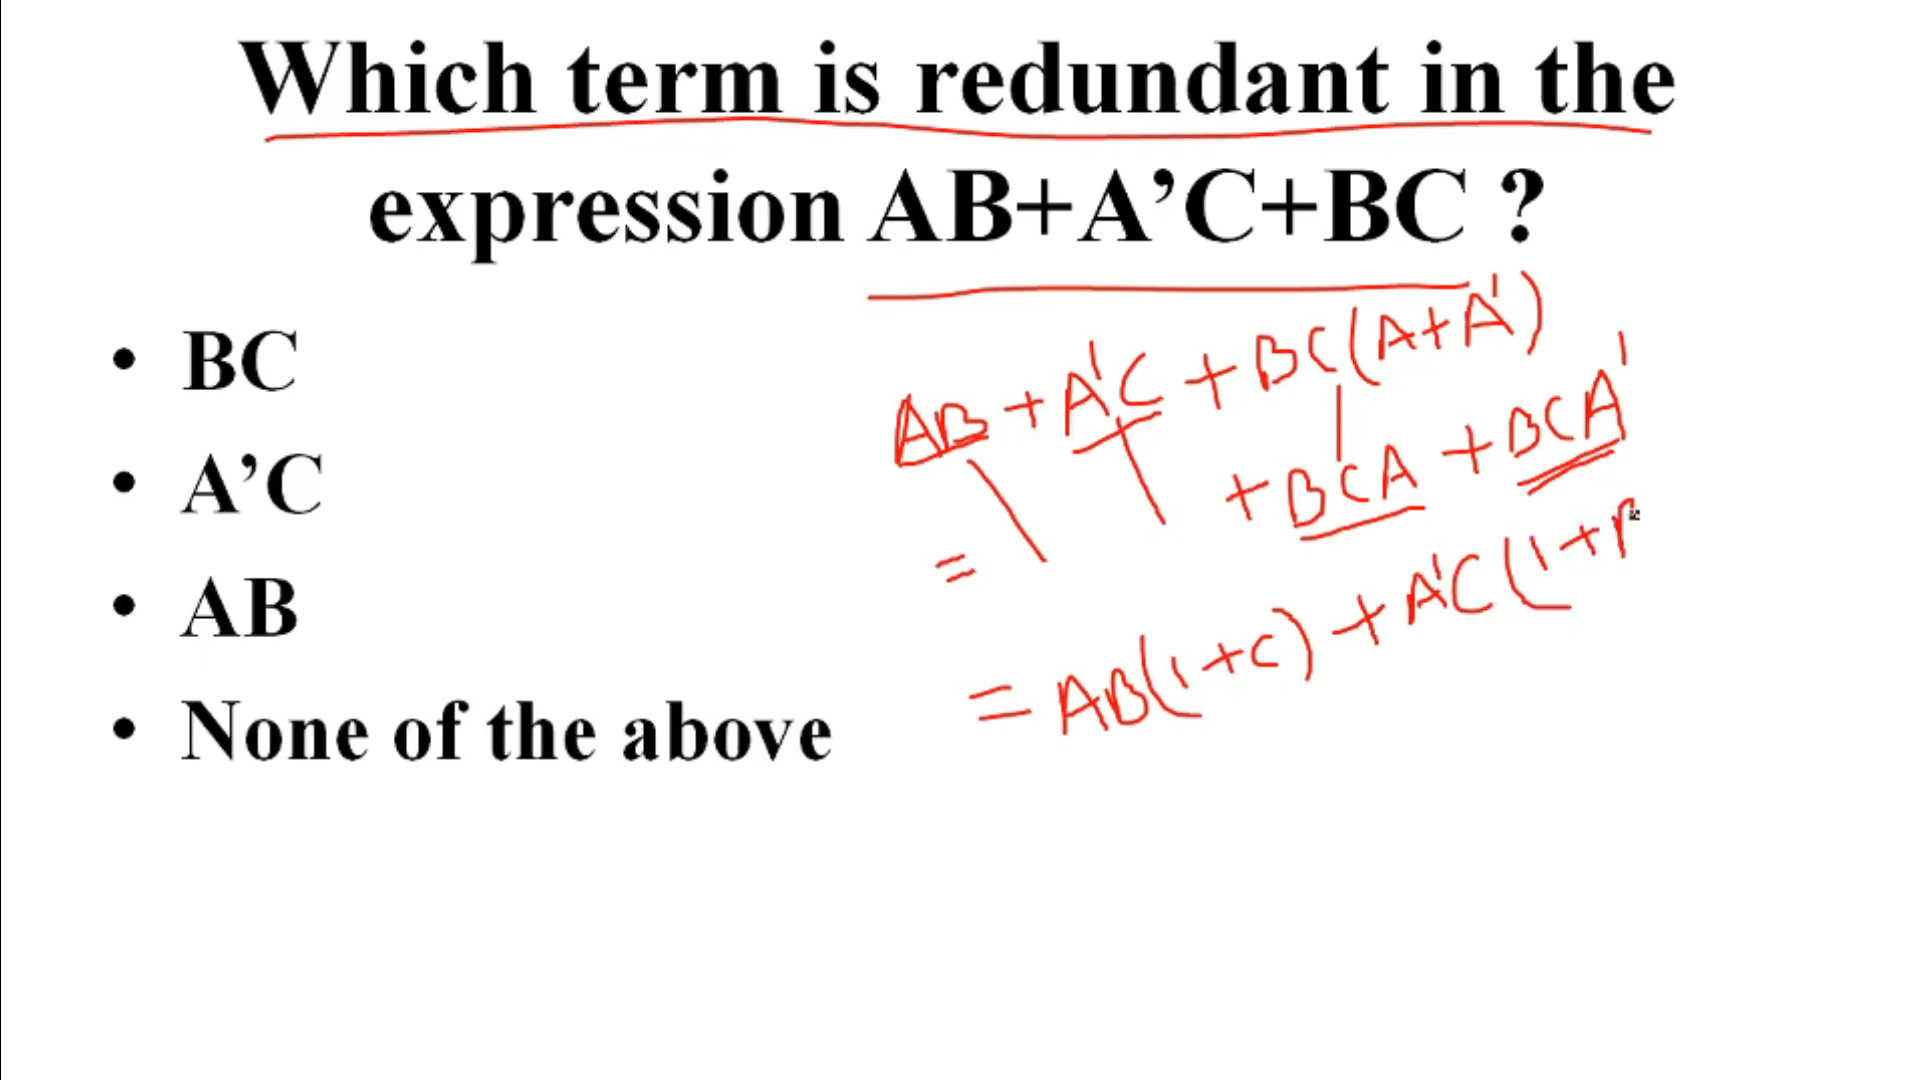 Which term is redundant in the
expression AB+A’C+BC ?
• BC
• A’C
• AB
• None of the above
AB + A'C + BC(A+A')
+ BCA + BCA'
=
= AB(1+C) + A'C(1+